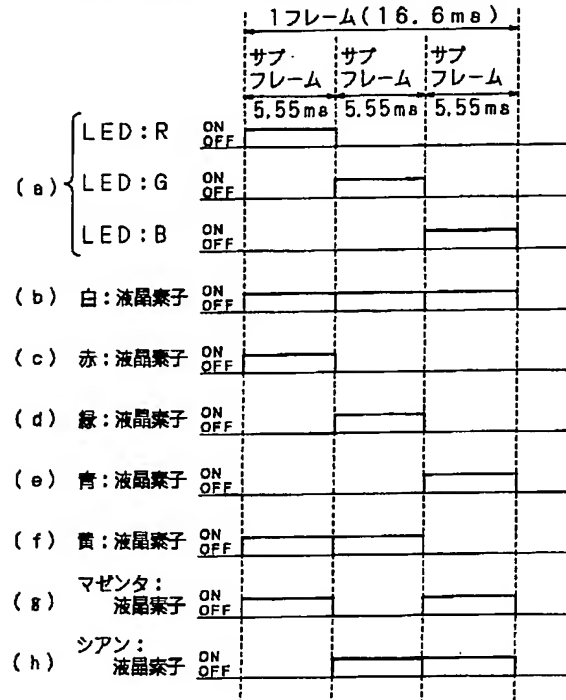 1フレーム(16.6ms)
サブ サブ サブ
フレーム フレーム フレーム
5,55ms 5.55ms 5,55ms
(a) LED:R ON
OFF
LED:G ON
OFF
LED:B ON
OFF
(b) 白:液晶素子 ON
OFF
(c) 赤:液晶素子 ON
OFF
(d) 緑:液晶素子 ON
OFF
(e) 青:液晶素子 ON
OFF
(f) 黄:液晶素子 ON
OFF
(g) マゼンタ:
液晶素子 ON
OFF
(h) シアン:
液晶素子 ON
OFF